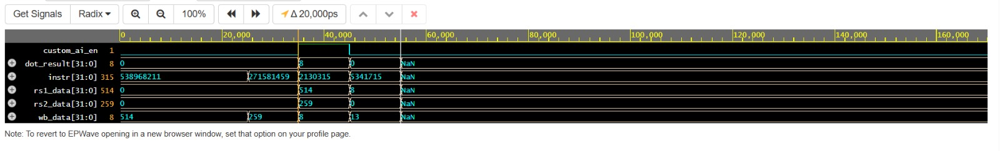 Get Signals Radix 100% Δ 20,000ps
0 20,000 40,000 60,000 80,000 100,000 120,000 140,000 160,000
custom_ai_en 1
dot_result[31:0] 8 0 8 0 NaN
instr[31:0] 315 538968211 271581459 2130315 5341715 NaN
rs1_data[31:0] 514 0 514 8 NaN
rs2_data[31:0] 259 0 259 0 NaN
wb_data[31:0] 8 514 259 8 13 NaN
Note: To revert to EPWave opening in a new browser window, set that option on your profile page.